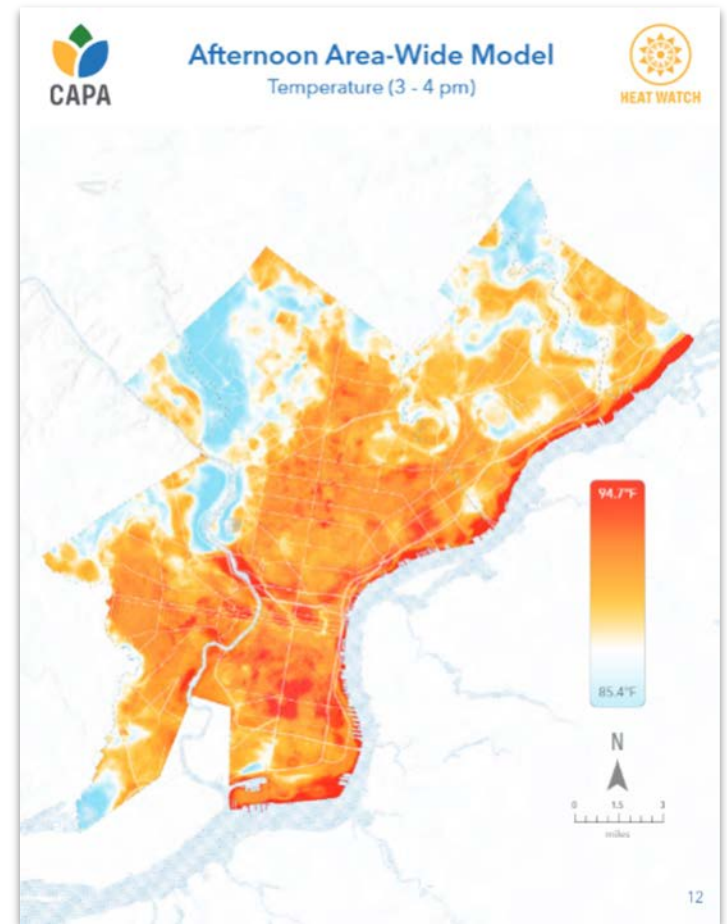 CAPA
Afternoon Area-Wide Model
Temperature (3 - 4 pm)
HEAT WATCH
94.7°F
85.4°F
N
0 1.5 3
miles
12